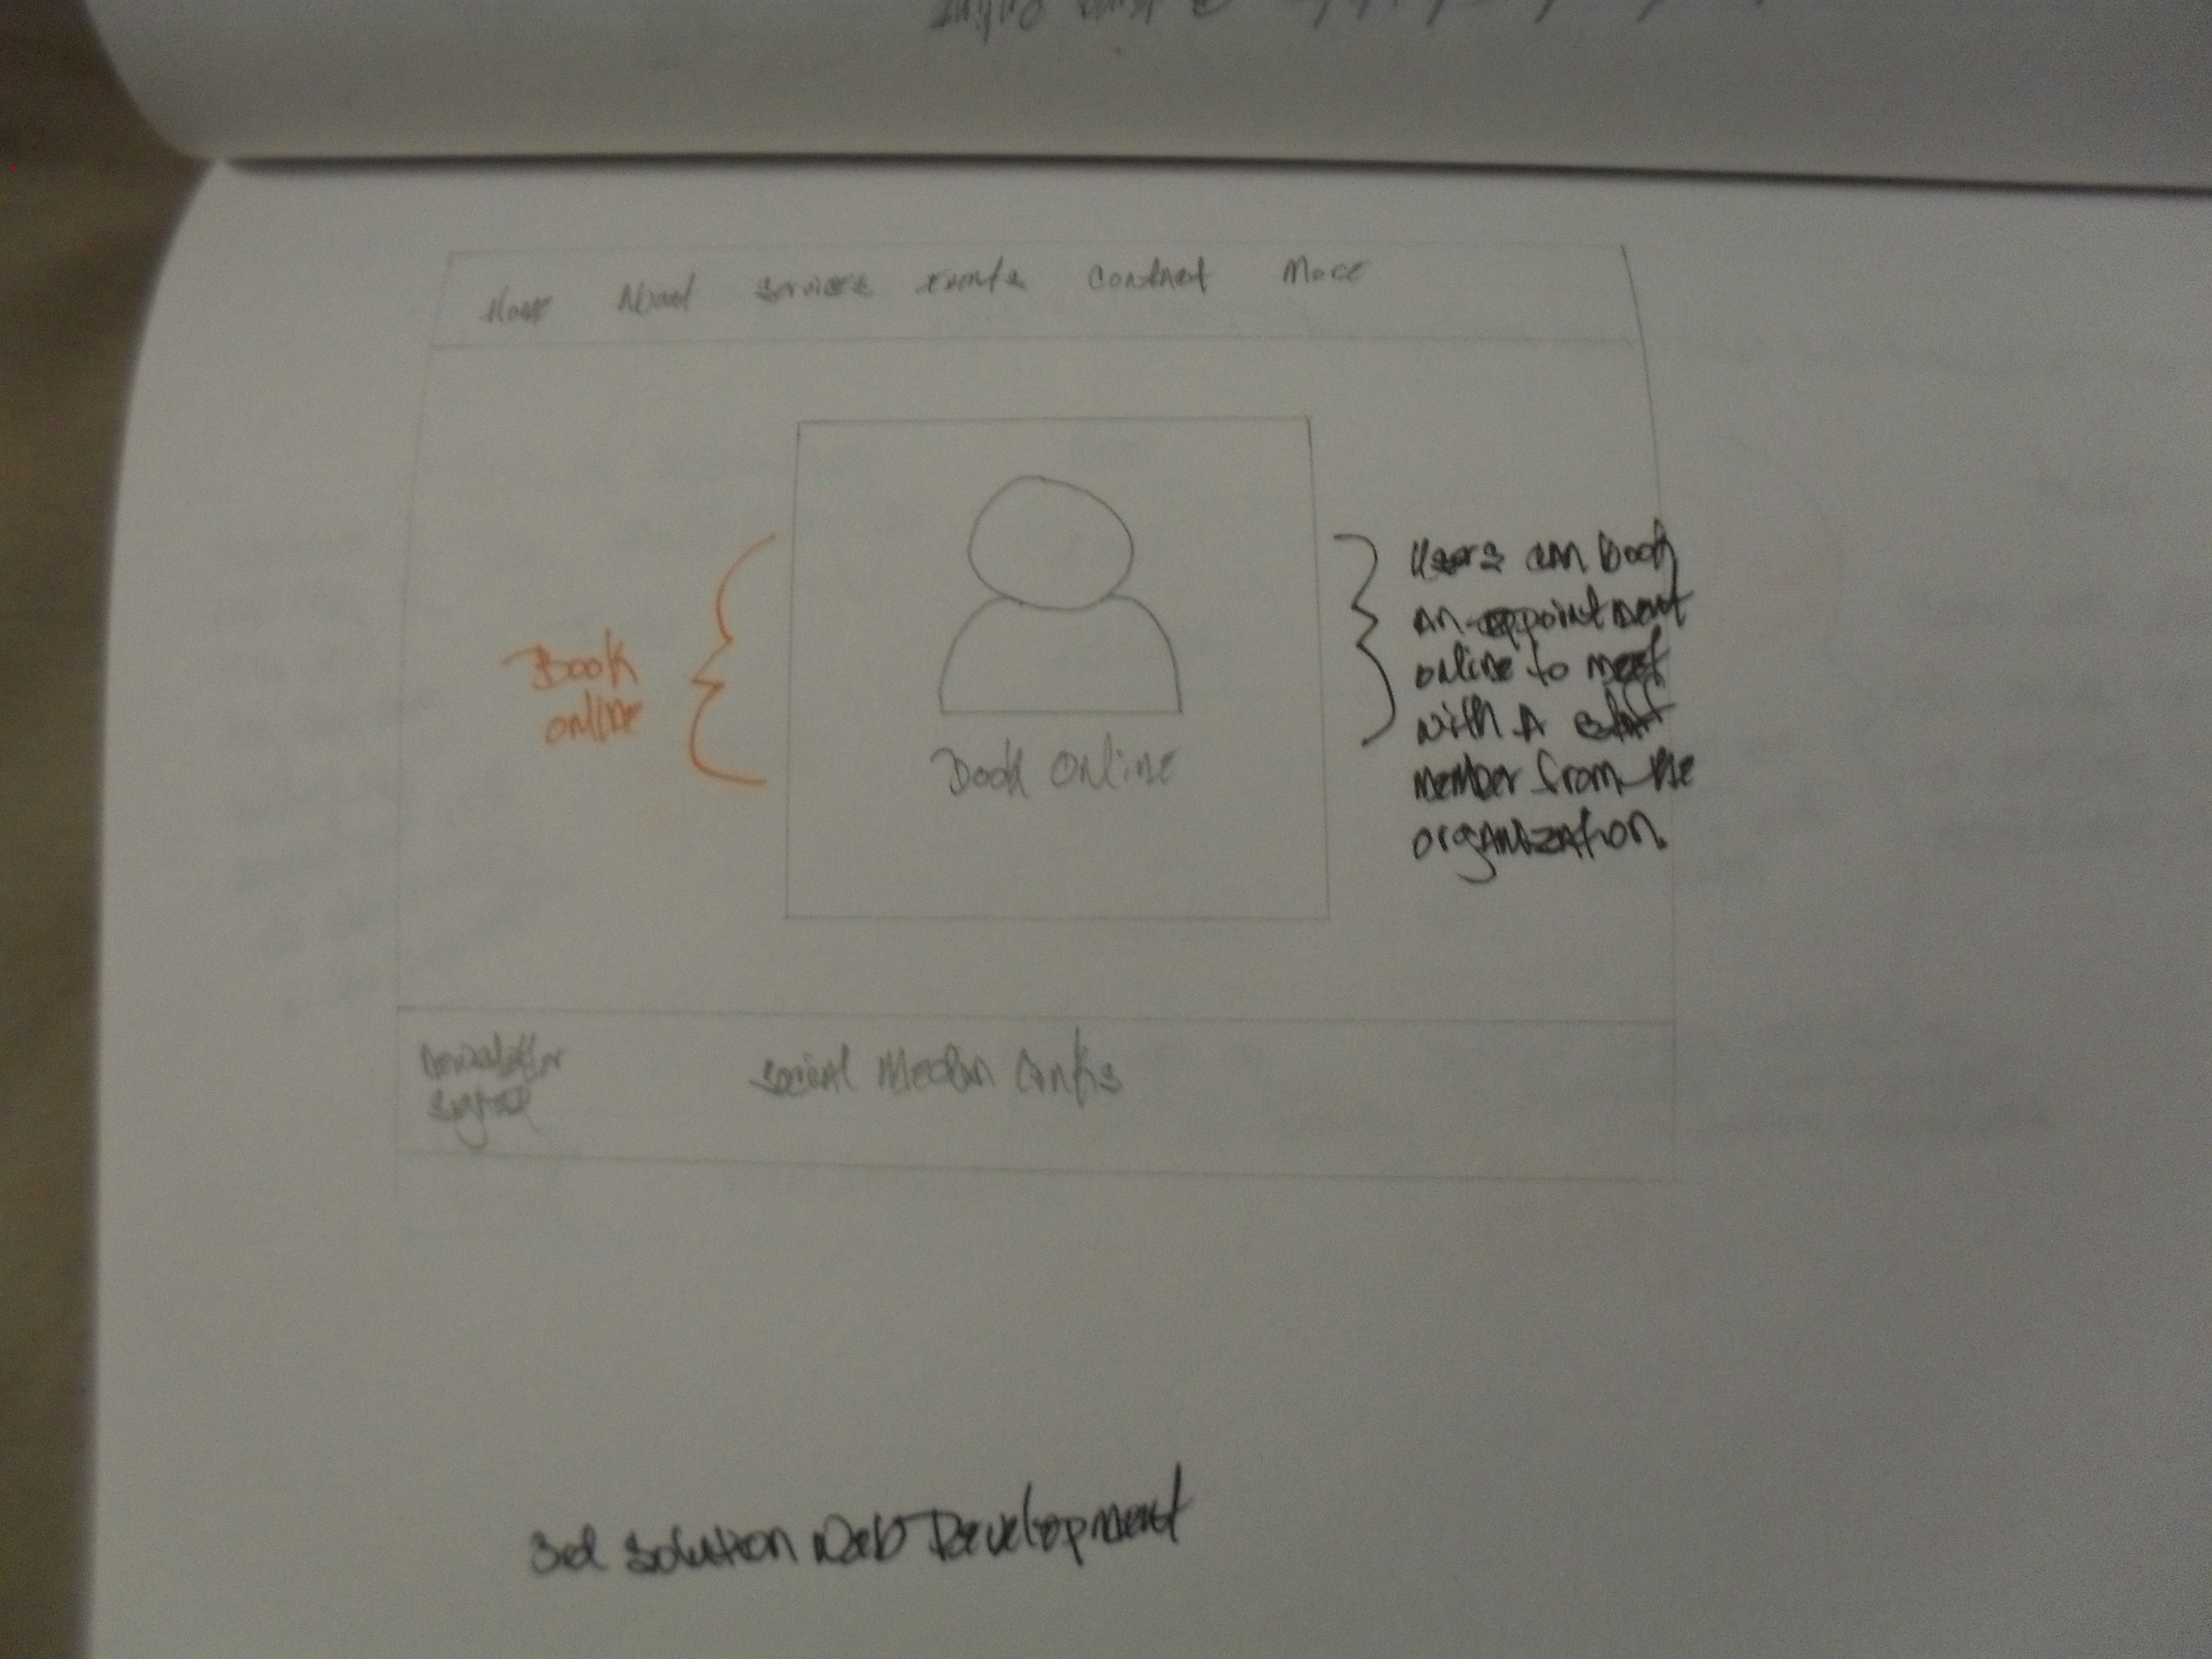 Home About Services Events Contact More
Users can book
an appointment
online to meet
with a staff
member from the
organization.
Book
online
Book Online
Newsletter
Signup
Social Media Links
3rd Solution Web Development